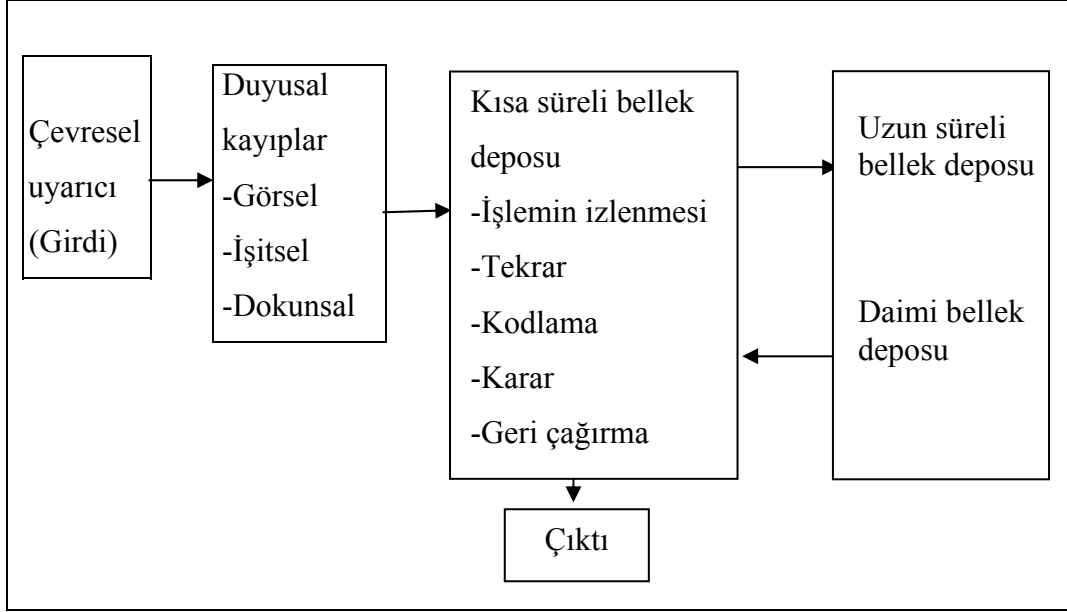 Çevresel
uyarıcı
(Girdi)
Duyusal
kayıplar
-Görsel
-İşitsel
-Dokunsal
Kısa süreli bellek
deposu
-İşlemin izlenmesi
-Tekrar
-Kodlama
-Karar
-Geri çağırma
Uzun süreli
bellek deposu
Daimi bellek
deposu
Çıktı